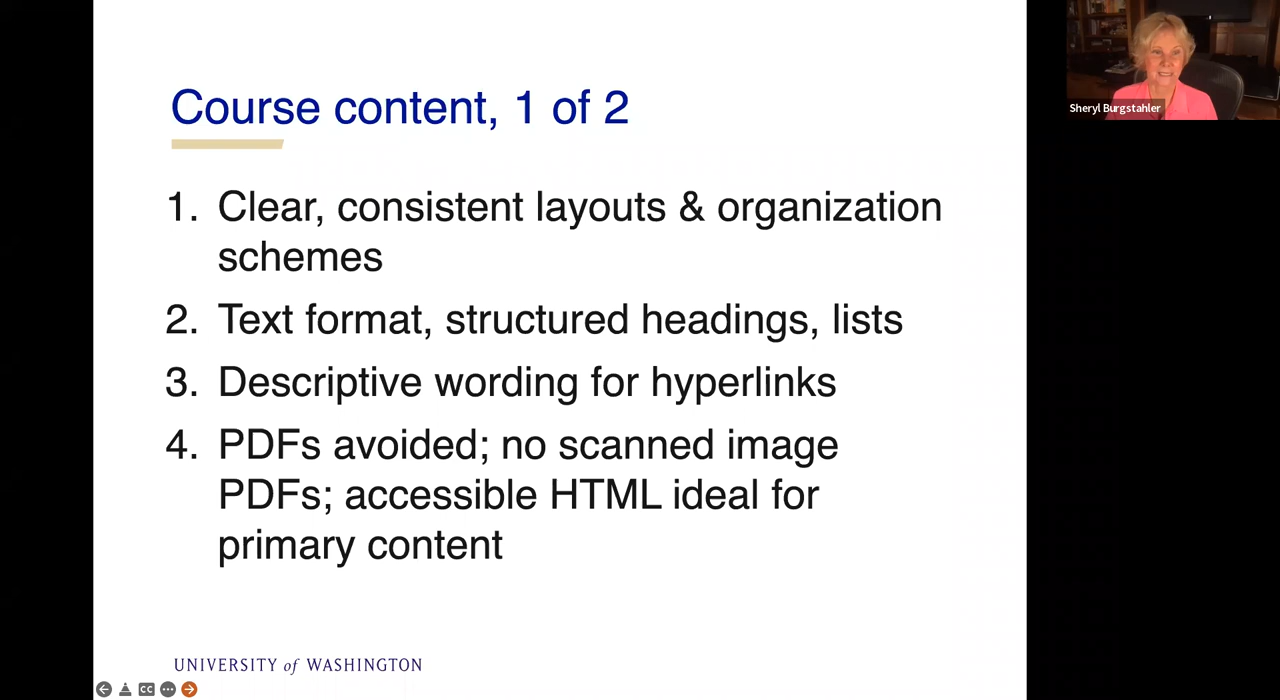 Course content, 1 of 2
1. Clear, consistent layouts & organization
schemes
2. Text format, structured headings, lists
3. Descriptive wording for hyperlinks
4. PDFs avoided; no scanned image
PDFs; accessible HTML ideal for
primary content
UNIVERSITY of WASHINGTON
CC
Sheryl Burgstahler